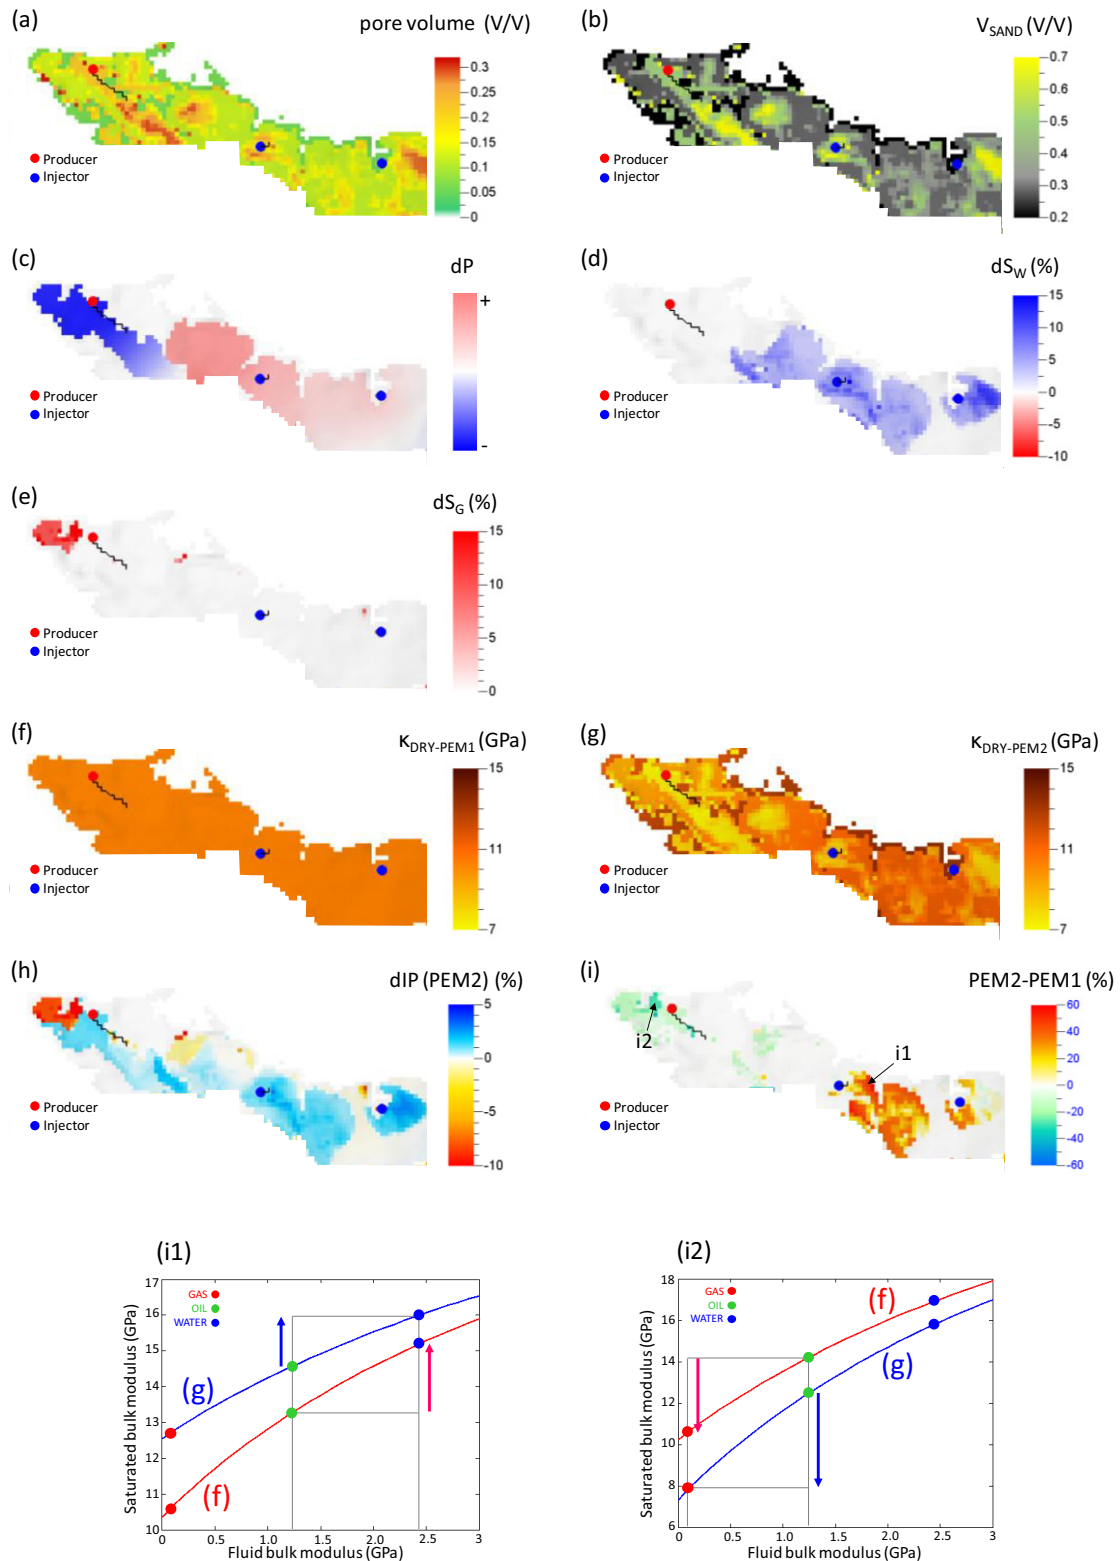 (a) pore volume (V/V)
0.3
0.25
0.2
0.15
0.1
0.05
0
Producer
Injector
(b) V_SAND (V/V)
0.7
0.6
0.5
0.4
0.3
0.2
Producer
Injector
(c) dP
+
-
Producer
Injector
(d) dS_W (%)
15
10
5
0
-5
-10
Producer
Injector
(e) dS_G (%)
15
10
5
0
Producer
Injector
(f) κ_DRY-PEM1 (GPa)
15
11
7
Producer
Injector
(g) κ_DRY-PEM2 (GPa)
15
11
7
Producer
Injector
(h) dIP (PEM2) (%)
5
0
-5
-10
Producer
Injector
(i) PEM2-PEM1 (%)
60
40
20
0
-20
-40
-60
i2
i1
Producer
Injector
(i1)
Saturated bulk modulus (GPa)
17
16
15
14
13
12
11
10
GAS
OIL
WATER
(g)
(f)
0 0.5 1.0 1.5 2.0 2.5 3
Fluid bulk modulus (GPa)
(i2)
Saturated bulk modulus (GPa)
18
16
14
12
10
8
6
GAS
OIL
WATER
(f)
(g)
0 0.5 1.0 1.5 2.0 2.5 3
Fluid bulk modulus (GPa)